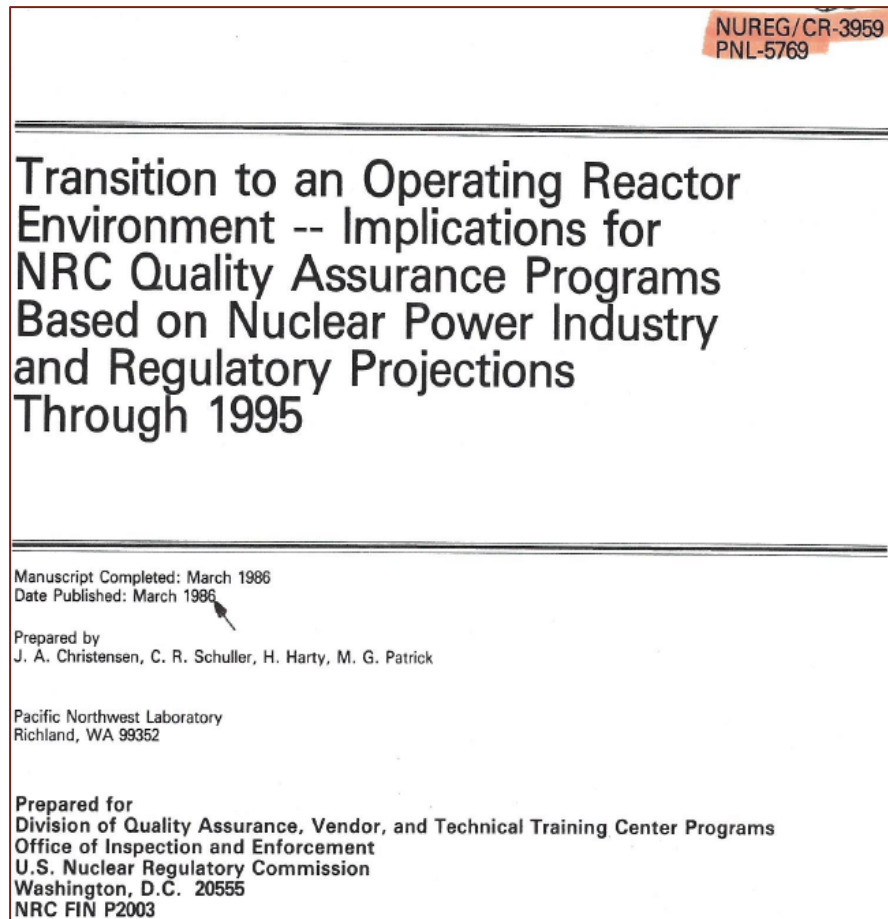 NUREG/CR-3959
PNL-5769
Transition to an Operating Reactor
Environment -- Implications for
NRC Quality Assurance Programs
Based on Nuclear Power Industry
and Regulatory Projections
Through 1995
Manuscript Completed: March 1986
Date Published: March 1986
Prepared by
J. A. Christensen, C. R. Schuller, H. Harty, M. G. Patrick
Pacific Northwest Laboratory
Richland, WA 99352
Prepared for
Division of Quality Assurance, Vendor, and Technical Training Center Programs
Office of Inspection and Enforcement
U.S. Nuclear Regulatory Commission
Washington, D.C. 20555
NRC FIN P2003